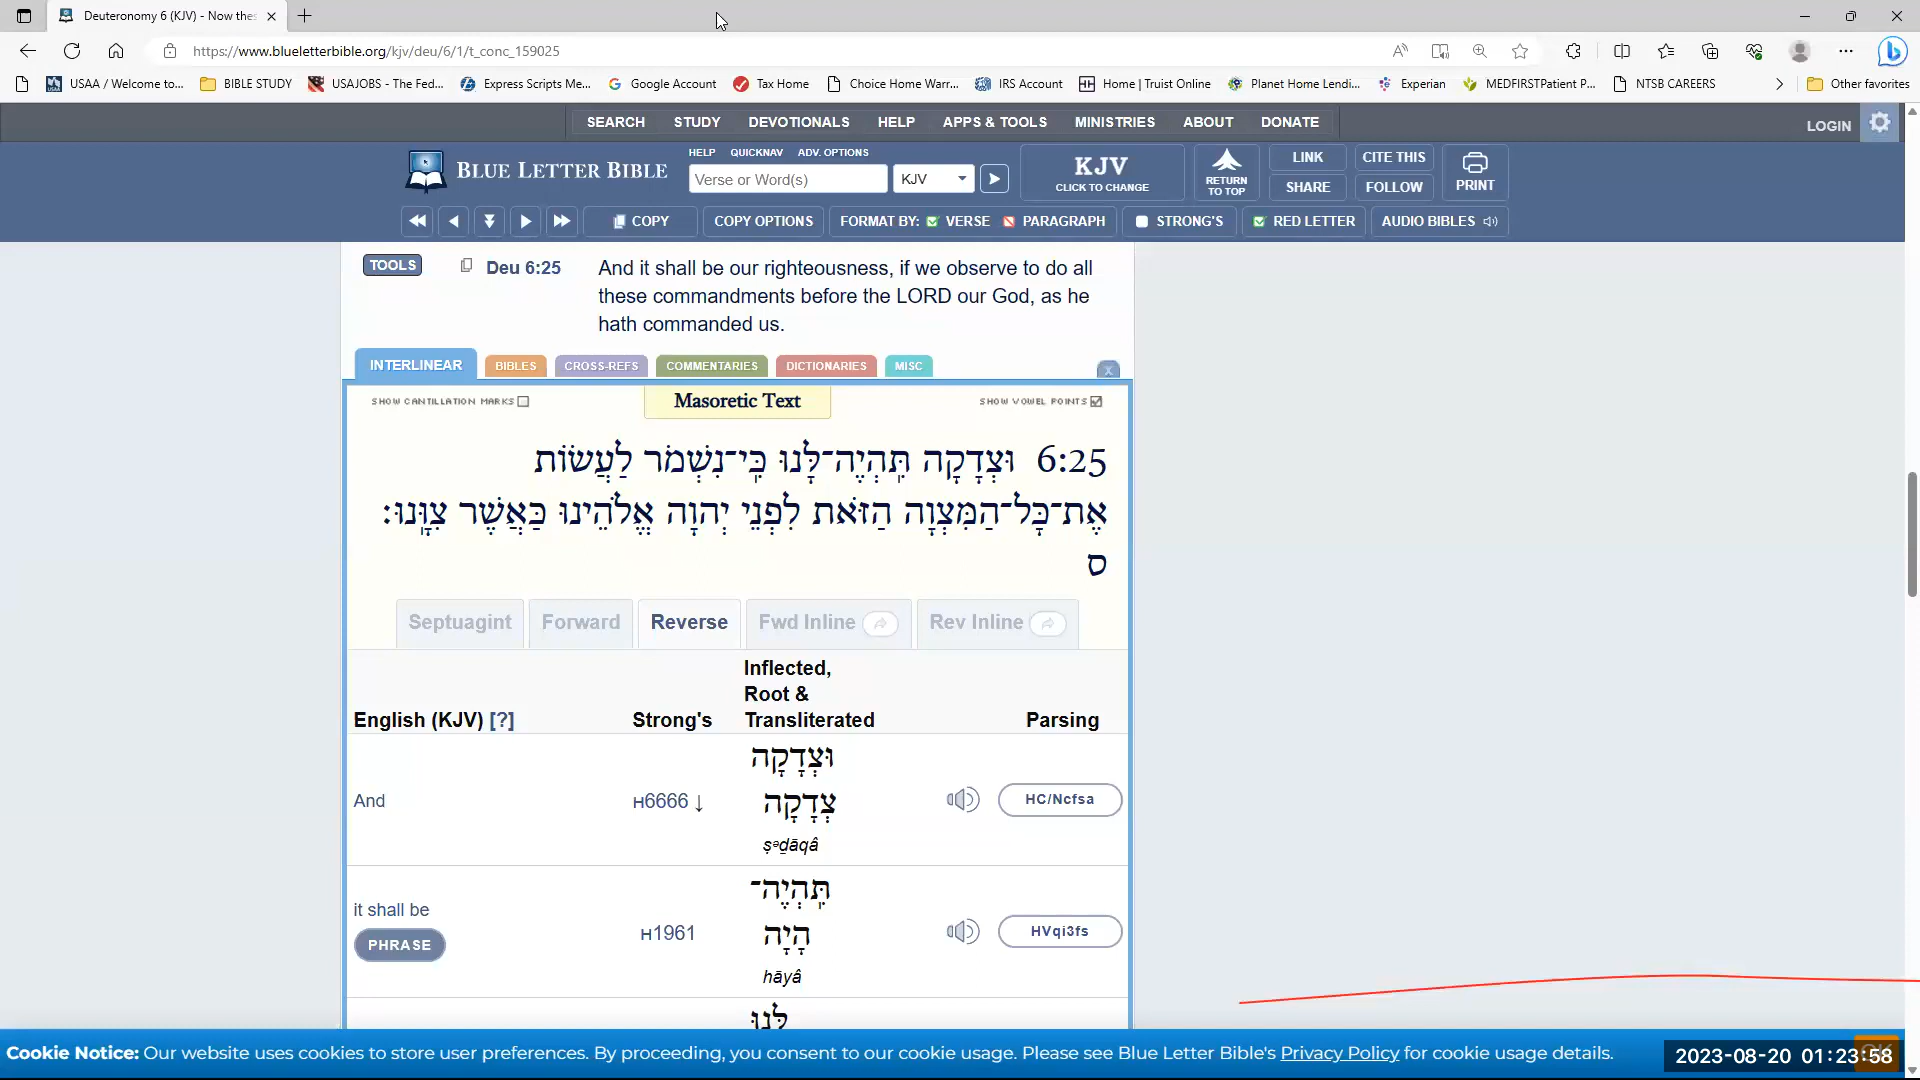 Deuteronomy 6 (KJV) - Now thes
https://www.blueletterbible.org/kjv/deu/6/1/t_conc_159025
USAA / Welcome to... BIBLE STUDY USAJOBS - The Fed... Express Scripts Me... Google Account Tax Home Choice Home Warr... IRS Account Home | Truist Online Planet Home Lendi... Experian MEDFIRSTPatient P... NTSB CAREERS Other favorites
SEARCH STUDY DEVOTIONALS HELP APPS & TOOLS MINISTRIES ABOUT DONATE LOGIN
HELP QUICKNAV ADV. OPTIONS
BLUE LETTER BIBLE Verse or Word(s) KJV
KJV CLICK TO CHANGE
RETURN TO TOP
LINK CITE THIS
SHARE FOLLOW
PRINT
COPY COPY OPTIONS FORMAT BY: VERSE PARAGRAPH STRONG'S RED LETTER AUDIO BIBLES
TOOLS Deu 6:25 And it shall be our righteousness, if we observe to do all
these commandments before the LORD our God, as he
hath commanded us.
INTERLINEAR BIBLES CROSS-REFS COMMENTARIES DICTIONARIES MISC X
SHOW CANTILLATION MARKS Masoretic Text SHOW VOWEL POINTS
6:25 וּצְדָקָה תִּֽהְיֶה־לָּנוּ כִּֽי־נִשְׁמֹר לַעֲשׂוֹת
אֶת־כָּל־הַמִּצְוָה הַזֹּאת לִפְנֵי יְהוָה אֱלֹהֵינוּ כַּאֲשֶׁר צִוָּֽנוּ׃
ס
Septuagint Forward Reverse Fwd Inline Rev Inline
Inflected,
Root &
English (KJV) [?] Strong's Transliterated Parsing
וּצְדָקָה
And H6666 ↓ צְדָקָה HC/Ncfsa
ṣᵊḏāqâ
תִּֽהְיֶה־
it shall be
PHRASE H1961 הָיָה HVqi3fs
hāyâ
לָּנוּ
Cookie Notice: Our website uses cookies to store user preferences. By proceeding, you consent to our cookie usage. Please see Blue Letter Bible's Privacy Policy for cookie usage details.
2023-08-20 01:23:58